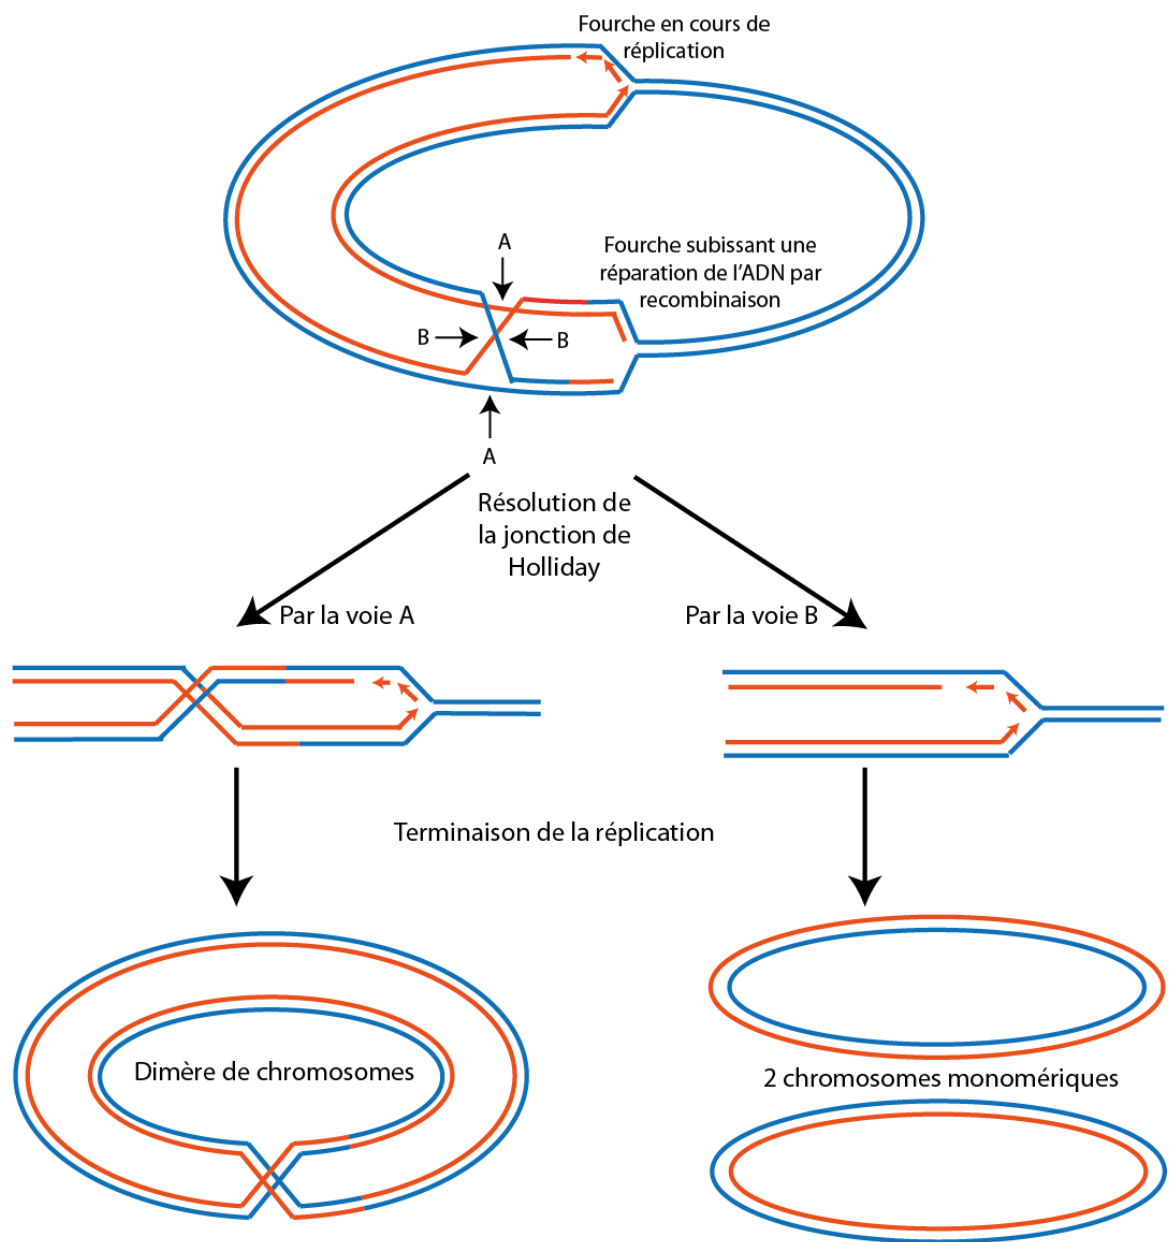 Fourche en cours de
réplication
A
Fourche subissant une
réparation de l'ADN par
recombinaison
B
B
A
Résolution de
la jonction de
Holliday
Par la voie A
Par la voie B
Terminaison de la réplication
Dimère de chromosomes
2 chromosomes monomériques